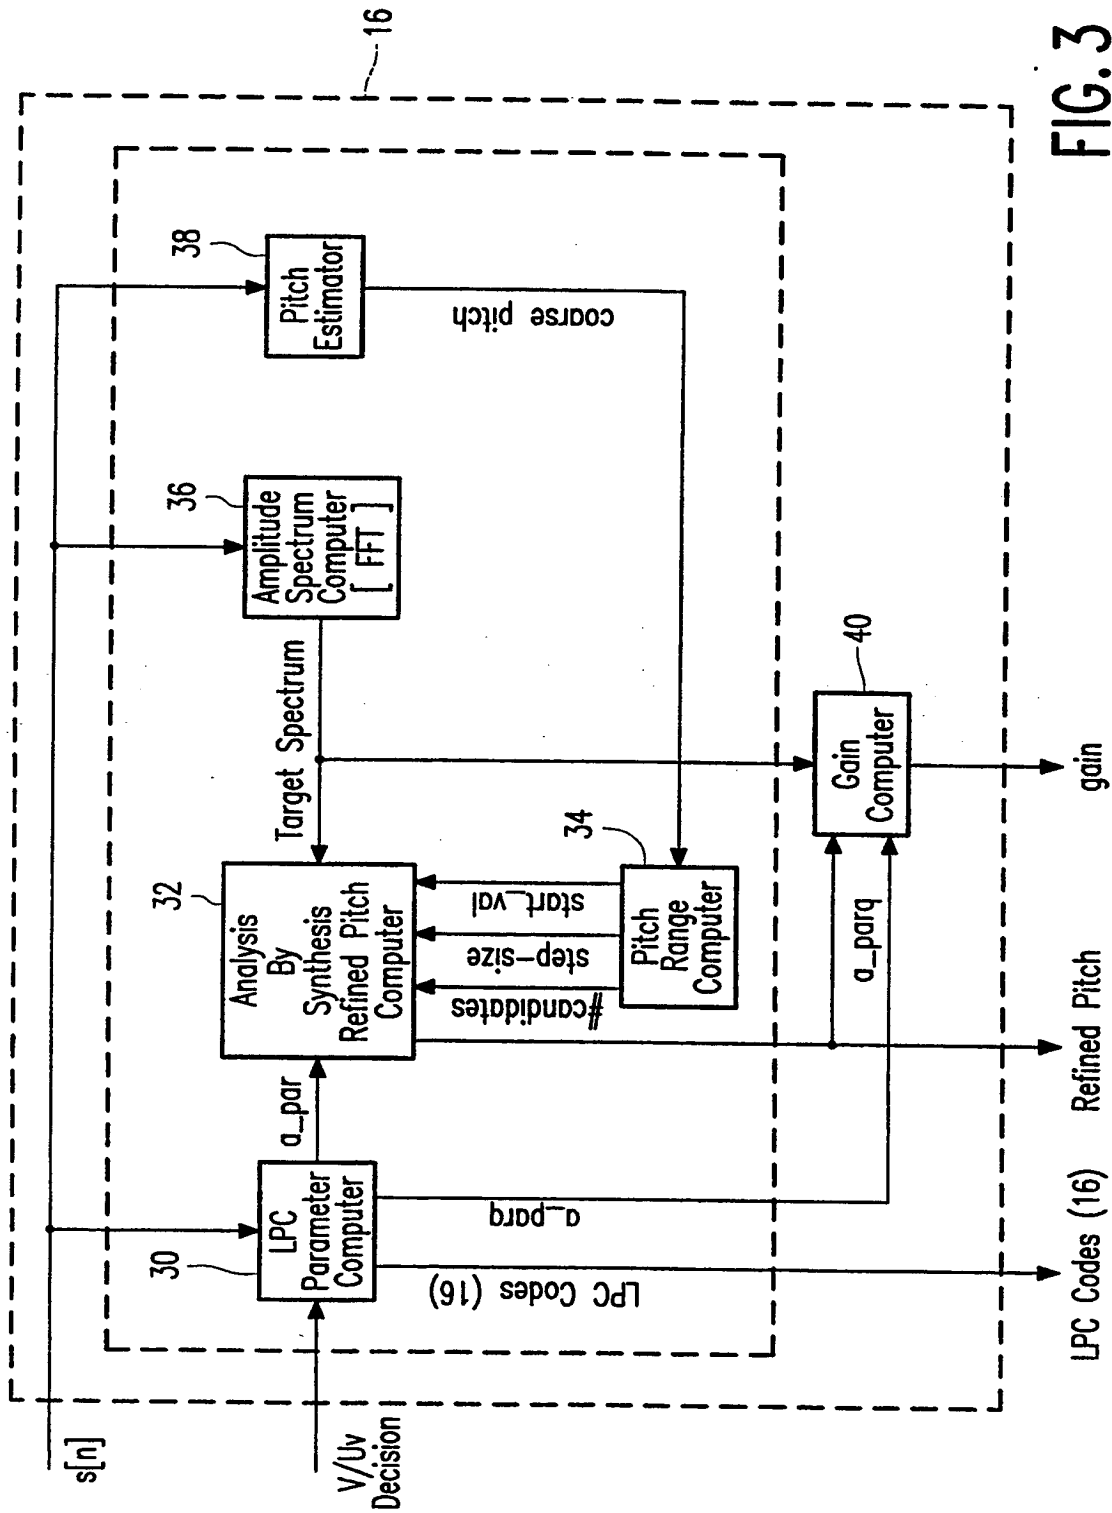 s[n]
V/Uv
Decision
30
LPC
Parameter
Computer
a_par
a_parq
LPC Codes (16)
32
Analysis
By
Synthesis
Refined Pitch
Computer
Target Spectrum
#candidates
step-size
start_val
34
Pitch
Range
Computer
36
Amplitude
Spectrum
Computer
[ FFT ]
38
Pitch
Estimator
coarse pitch
16
40
Gain
Computer
a_parq
LPC Codes (16)
Refined Pitch
gain
FIG. 3